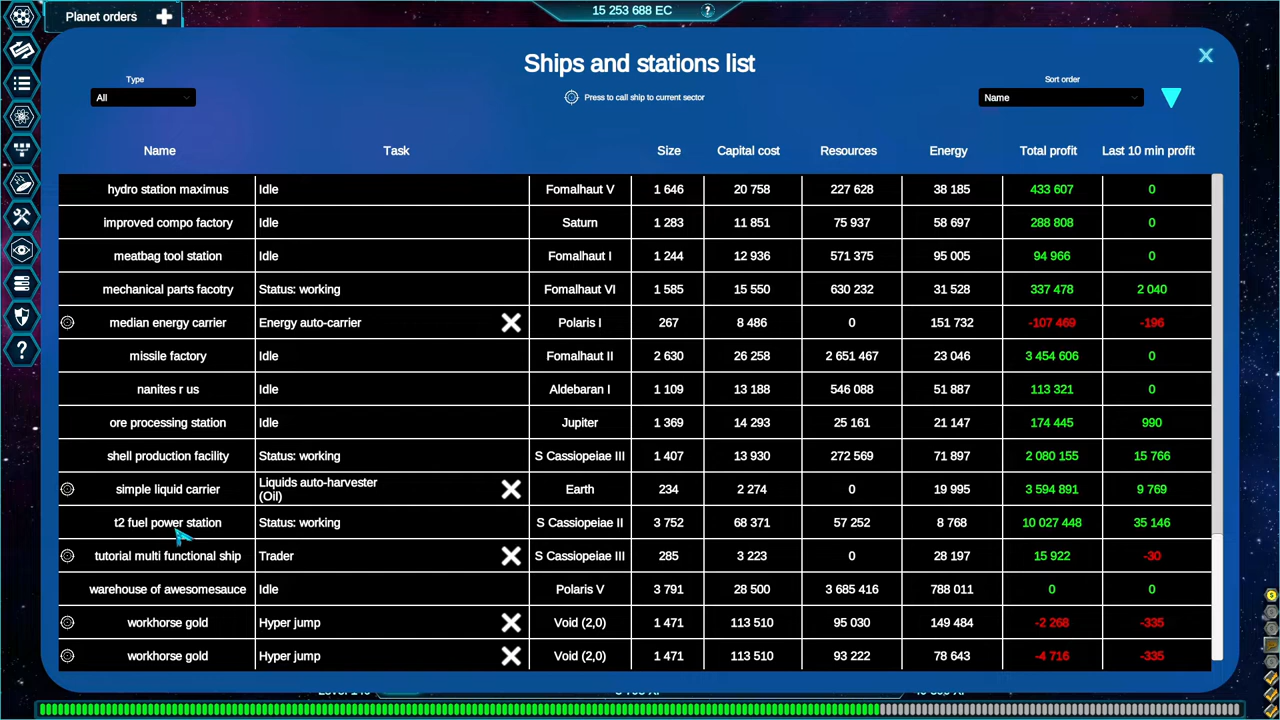 Planet orders
15 253 688 EC ?
Ships and stations list
Type
All
Press to call ship to current sector
Sort order
Name
Name Task Size Capital cost Resources Energy Total profit Last 10 min profit
hydro station maximus Idle Fomalhaut V 1 646 20 758 227 628 38 185 433 607 0
improved compo factory Idle Saturn 1 283 11 851 75 937 58 697 288 808 0
meatbag tool station Idle Fomalhaut I 1 244 12 936 571 375 95 005 94 966 0
mechanical parts facotry Status: working Fomalhaut VI 1 585 15 550 630 232 31 528 337 478 2 040
median energy carrier Energy auto-carrier Polaris I 267 8 486 0 151 732 -107 469 -196
missile factory Idle Fomalhaut II 2 630 26 258 2 651 467 23 046 3 454 606 0
nanites r us Idle Aldebaran I 1 109 13 188 546 088 51 887 113 321 0
ore processing station Idle Jupiter 1 369 14 293 25 161 21 147 174 445 990
shell production facility Status: working S Cassiopeiae III 1 407 13 930 272 569 71 897 2 080 155 15 766
simple liquid carrier Liquids auto-harvester (Oil) Earth 234 2 274 0 19 995 3 594 891 9 769
t2 fuel power station Status: working S Cassiopeiae II 3 752 68 371 57 252 8 768 10 027 448 35 146
tutorial multi functional ship Trader S Cassiopeiae III 285 3 223 0 28 197 15 922 -30
warehouse of awesomesauce Idle Polaris V 3 791 28 500 3 685 416 788 011 0 0
workhorse gold Hyper jump Void (2,0) 1 471 113 510 95 030 149 484 -2 268 -335
workhorse gold Hyper jump Void (2,0) 1 471 113 510 93 222 78 643 -4 716 -335